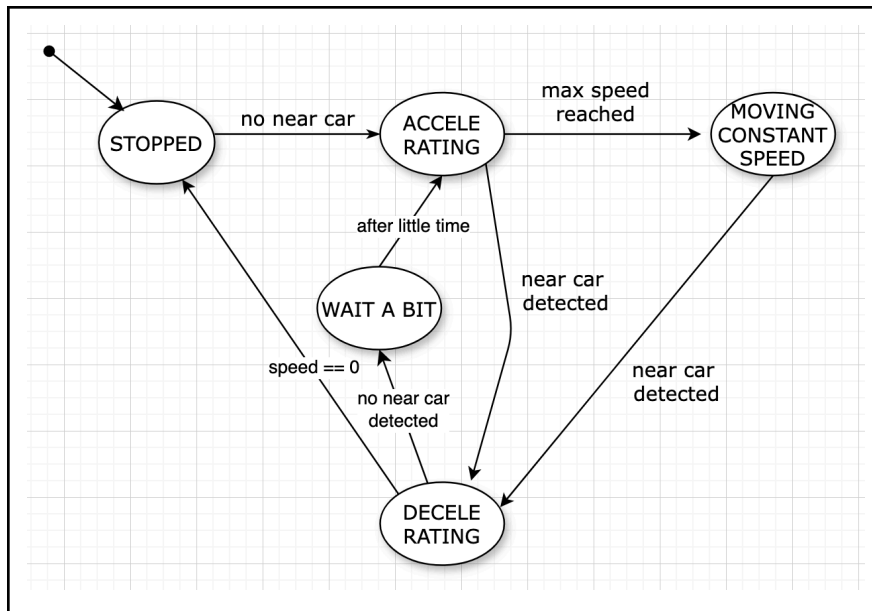 STOPPED
no near car
ACCELE
RATING
max speed
reached
MOVING
CONSTANT
SPEED
after little time
WAIT A BIT
near car
detected
speed == 0
no near car
detected
near car
detected
DECELE
RATING